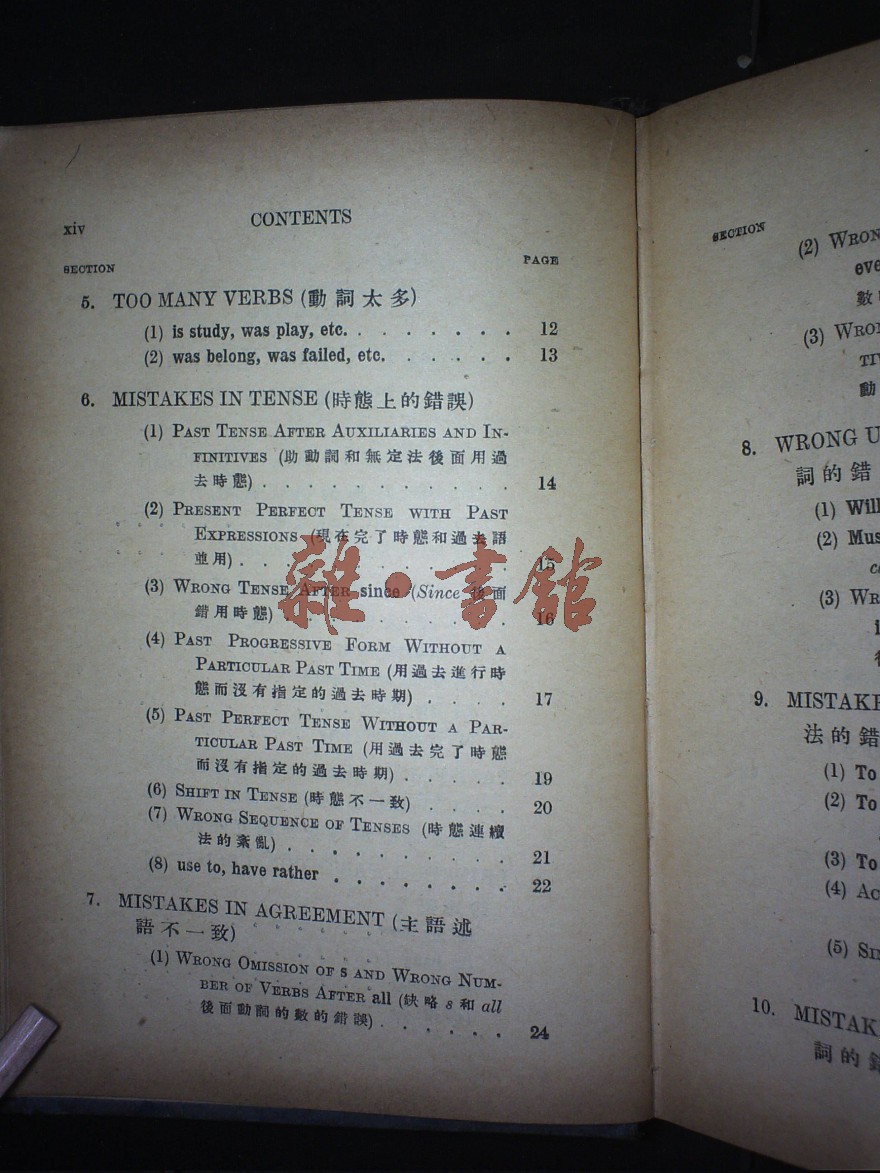 xiv CONTENTS
SECTION PAGE
5. TOO MANY VERBS (動詞太多)
(1) is study, was play, etc. . . . . . . . 12
(2) was belong, was failed, etc. . . . . . 13
6. MISTAKES IN TENSE (時態上的錯誤)
(1) PAST TENSE AFTER AUXILIARIES AND IN-
FINITIVES (助動詞和無定法後面用過
去時態) . . . . . . . . . . . 14
(2) PRESENT PERFECT TENSE WITH PAST
EXPRESSIONS (現在完了時態和過去語
並用) . . . . . . . . . . . 15
(3) WRONG TENSE AFTER since (Since 後面
錯用時態) . . . . . . . . . . 16
(4) PAST PROGRESSIVE FORM WITHOUT A
PARTICULAR PAST TIME (用過去進行時
態而沒有指定的過去時期) . . . . 17
(5) PAST PERFECT TENSE WITHOUT A PAR-
TICULAR PAST TIME (用過去完了時態
而沒有指定的過去時期) . . . . . 19
(6) SHIFT IN TENSE (時態不一致) . . . . 20
(7) WRONG SEQUENCE OF TENSES (時態連續
法的紊亂) . . . . . . . . . . 21
(8) use to, have rather . . . . . . . . 22
7. MISTAKES IN AGREEMENT (主語述
語不一致)
(1) WRONG OMISSION OF s AND WRONG NUM-
BER OF VERBS AFTER all (缺略 s 和 all
後面動詞的數的錯誤) . . . . . . 24
雜·書館
SECTION
(2) WRON
eve
數
(3) WRON
TIV
動
8. WRONG U
詞的錯
(1) Will
(2) Mus
(3) WR
9. MISTAKE
法的錯
(1) To
(2) To
(3) To
(4) AC
(5) SI
10. MISTAK
詞的